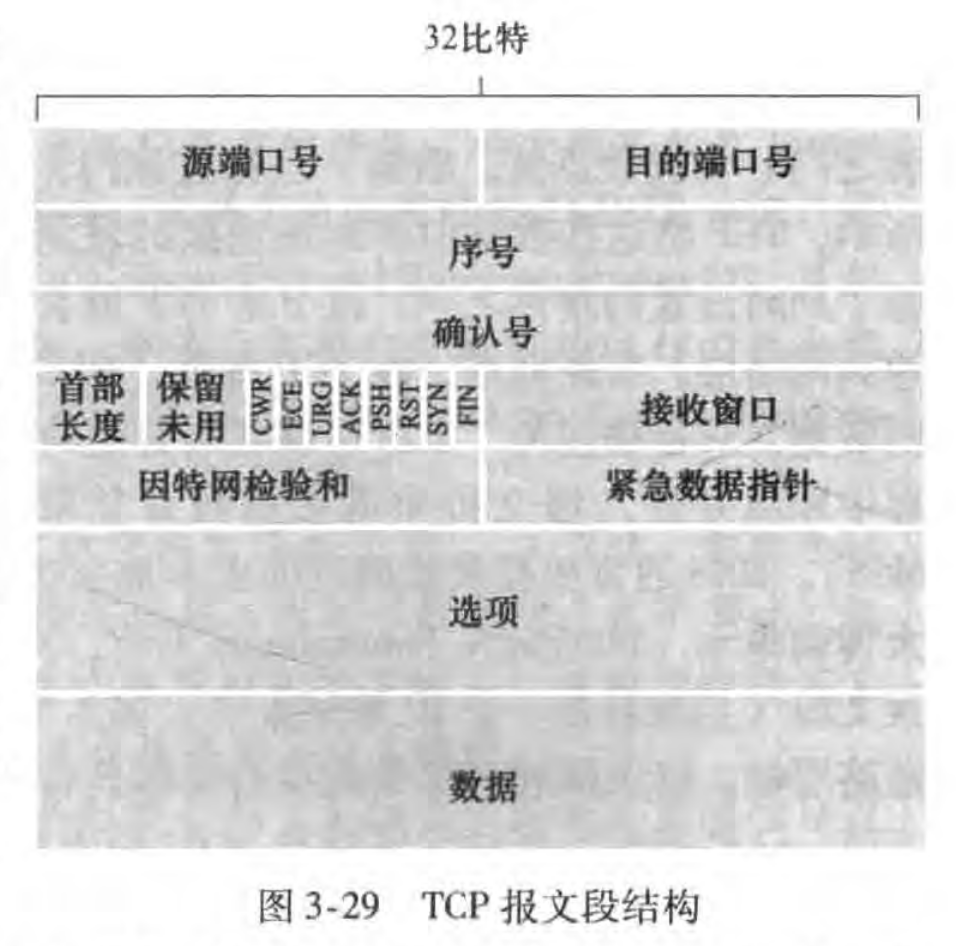 32比特
源端口号 目的端口号
序号
确认号
首部长度 保留未用 CWR ECE URG ACK PSH RST SYN FIN 接收窗口
因特网检验和 紧急数据指针
选项
数据
图 3-29 TCP 报文段结构